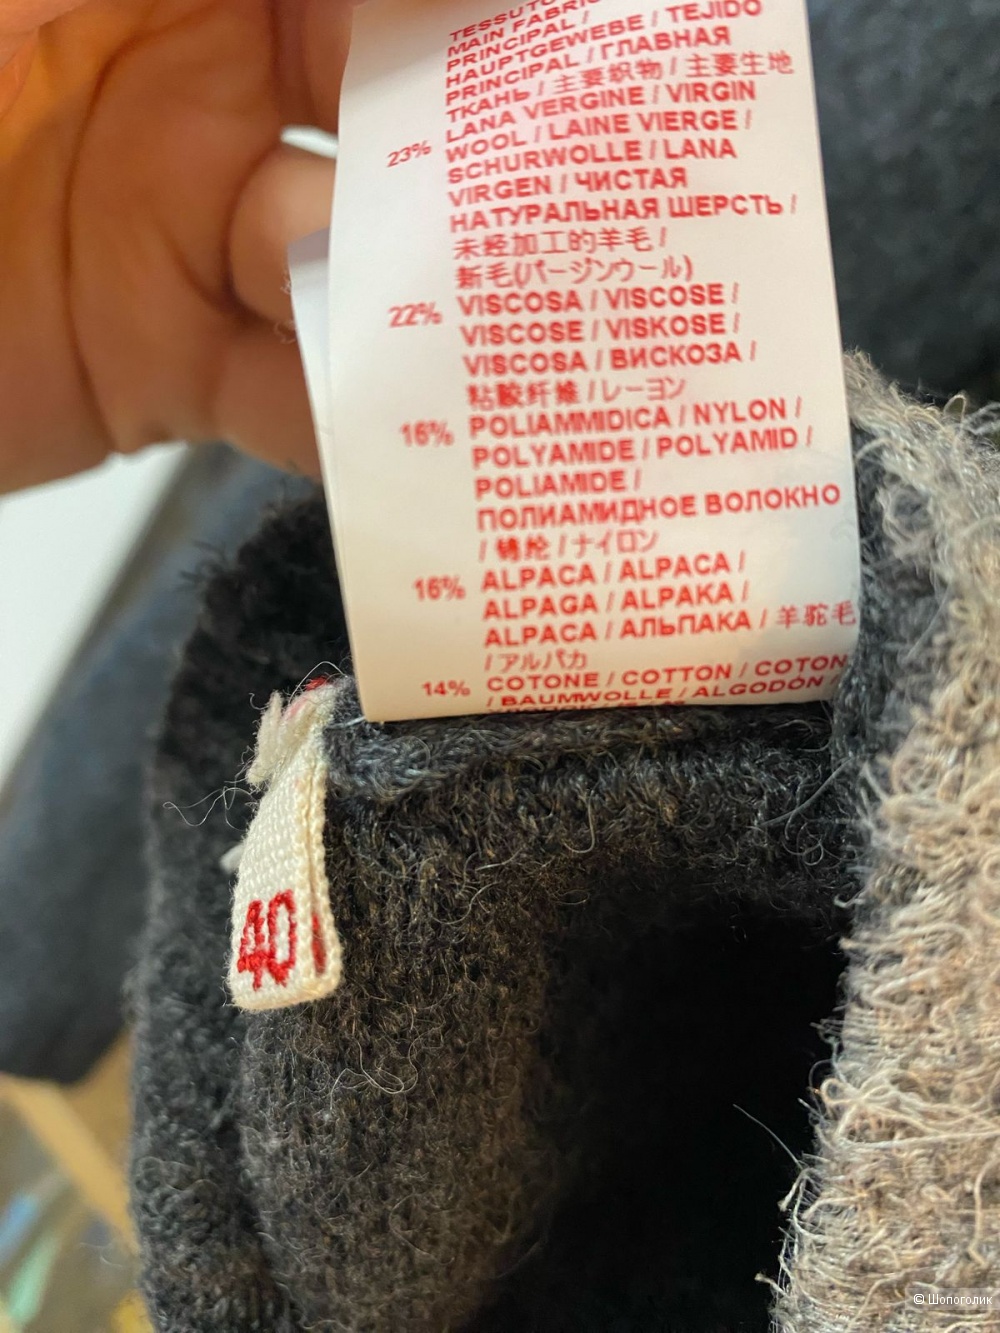 TESSUTO
MAIN FABRIC
PRINCIPAL /
HAUPTGEWEBE / TEJIDO
PRINCIPAL / ГЛАВНАЯ
ТКАНЬ / 主要织物 / 主要生地
23% LANA VERGINE / VIRGIN
WOOL / LAINE VIERGE /
SCHURWOLLE / LANA
VIRGEN / ЧИСТАЯ
НАТУРАЛЬНАЯ ШЕРСТЬ /
未经加工的羊毛 /
新毛(バージンウール)
22% VISCOSA / VISCOSE /
VISCOSE / VISKOSE /
VISCOSA / ВИСКОЗА /
粘胶纤维 / レーヨン
16% POLIAMMIDICA / NYLON /
POLYAMIDE / POLYAMID /
POLIAMIDE /
ПОЛИАМИДНОЕ ВОЛОКНО
/ 锦纶 / ナイロン
16% ALPACA / ALPACA /
ALPAGA / ALPAKA /
ALPACA / АЛЬПАКА / 羊驼毛
/ アルパカ
14% COTONE / COTTON / COTON
/ BAUMWOLLE / ALGODÓN /
40
© Шопоголик